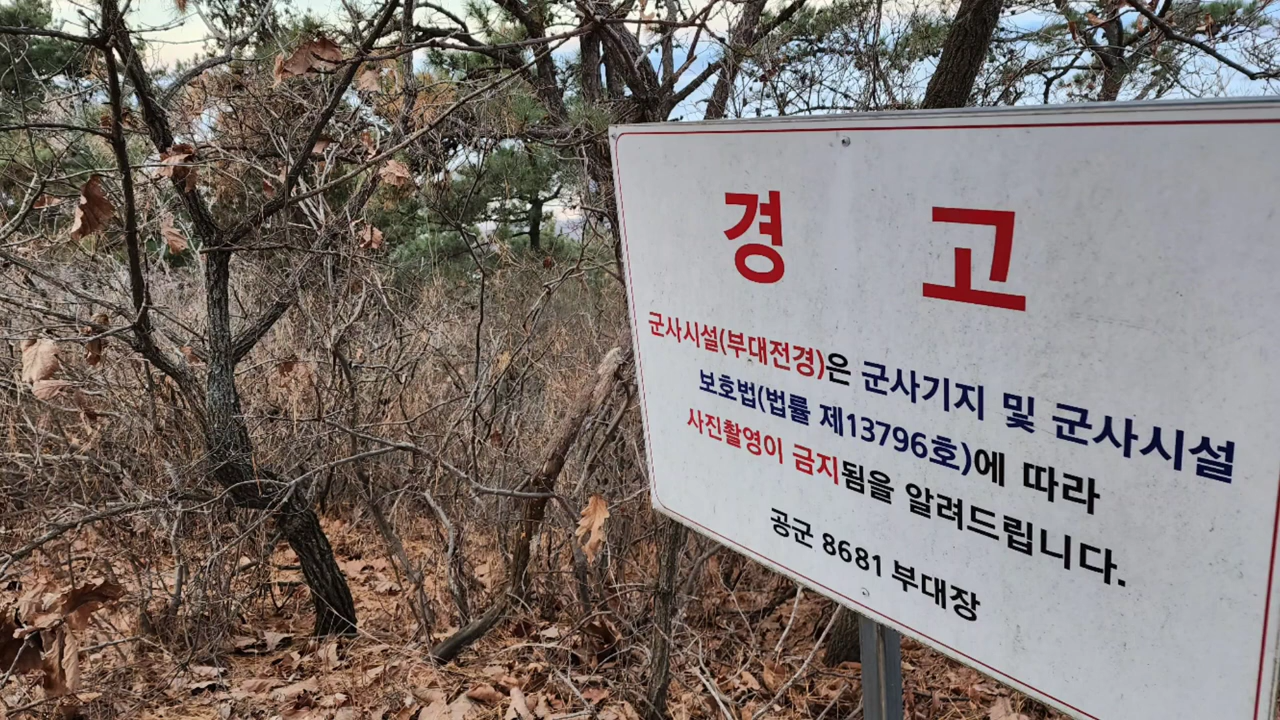 경 고
군사시설(부대전경)은 군사기지 및 군사시설
보호법(법률 제13796호)에 따라
사진촬영이 금지됨을 알려드립니다.
공군 8681 부대장